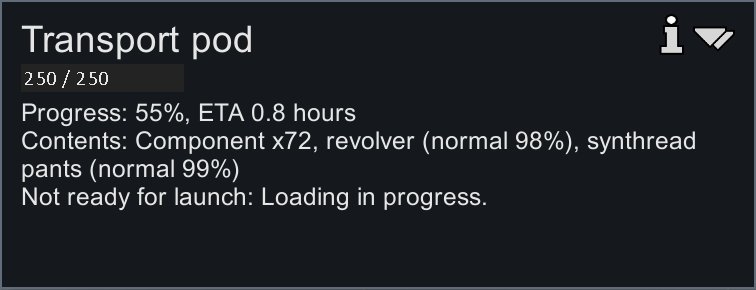 Transport pod
250 / 250
Progress: 55%, ETA 0.8 hours
Contents: Component x72, revolver (normal 98%), synthread
pants (normal 99%)
Not ready for launch: Loading in progress.